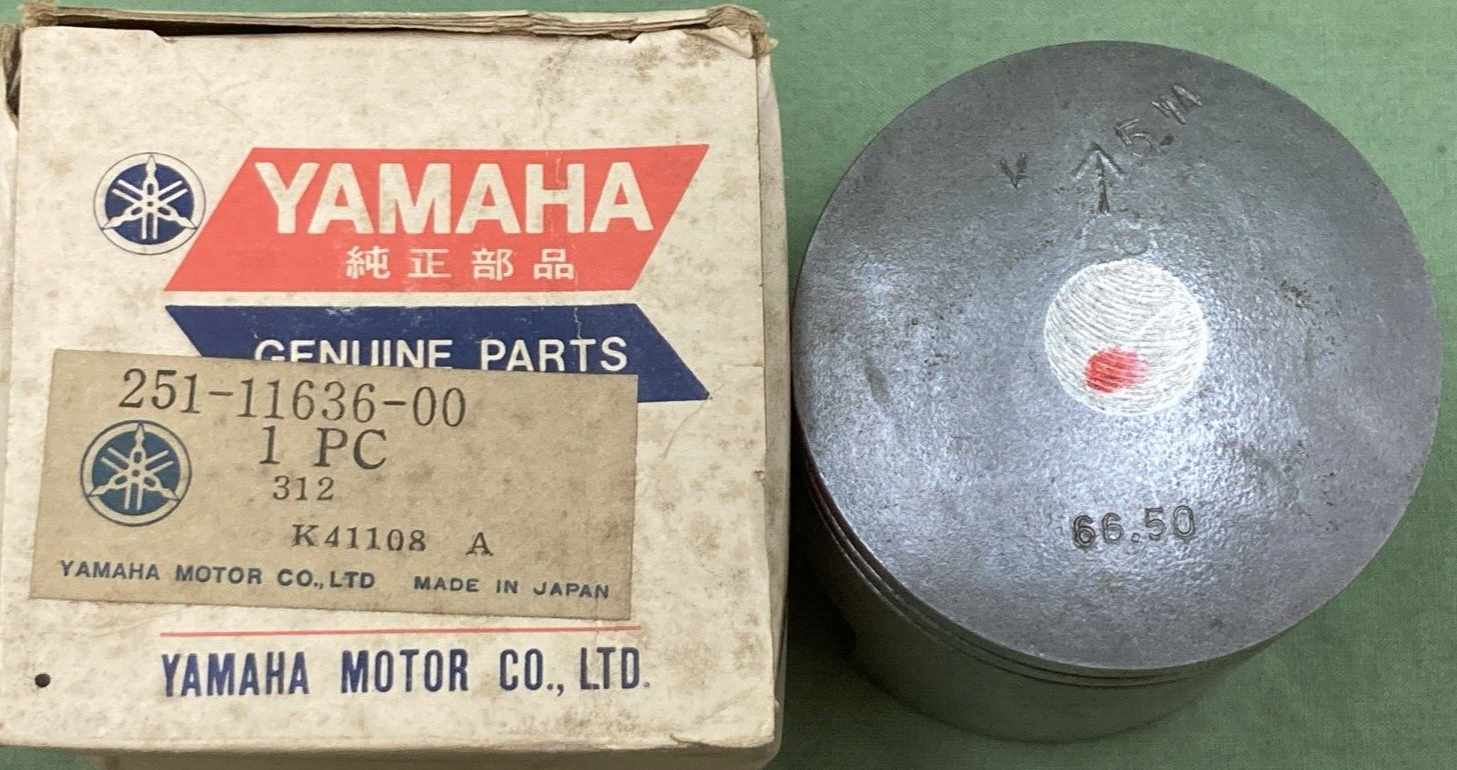 YAMAHA
純正部品
GENUINE PARTS
251-11636-00
1 PC
312
K41108 A
YAMAHA MOTOR CO.,LTD MADE IN JAPAN
YAMAHA MOTOR CO., LTD.
66.50